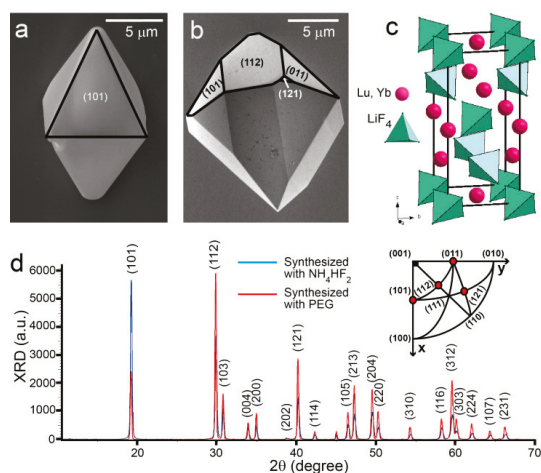 a
5 μm
(101)
b
5 μm
(101)
(112)
(011)
(121)
c
Lu, Yb
LiF4
c
b
d
Synthesized
with NH4HF2
Synthesized
with PEG
XRD (a.u.)
6000
5000
4000
3000
2000
1000
0
(101)
(112)
(103)
(004)
(200)
(202)
(121)
(114)
(105)
(213)
(204)
(220)
(310)
(116)
(312)
(303)
(224)
(107)
(231)
20
30
40
50
60
70
2θ (degree)
(001)
(011)
(010)
y
(101)
(112)
(111)
(121)
(110)
(100)
x